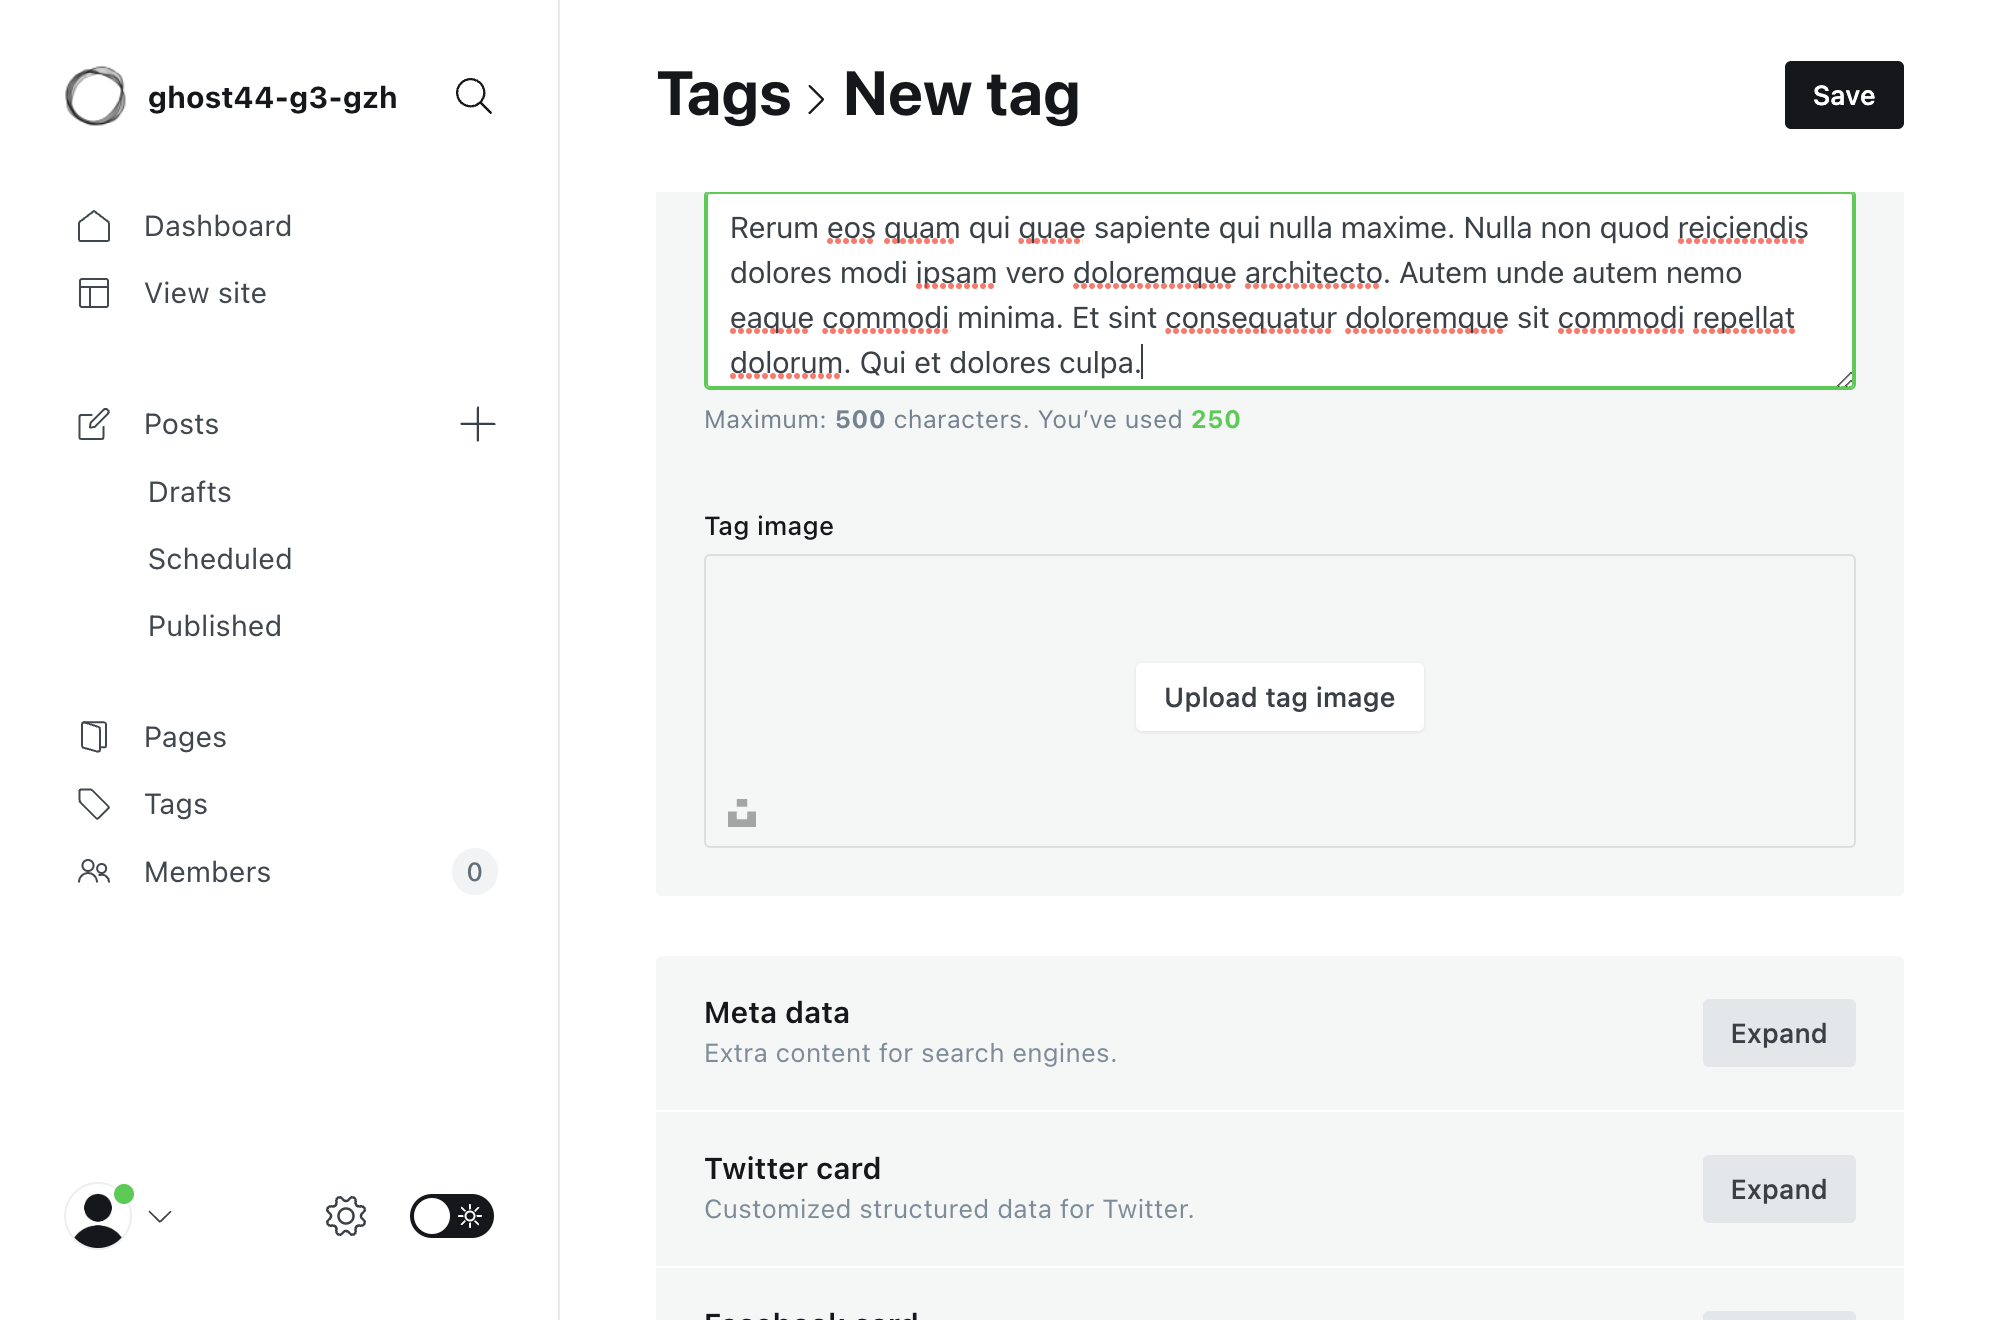 ghost44-g3-gzh
Dashboard
View site
Posts
Drafts
Scheduled
Published
Pages
Tags
Members 0
Tags > New tag
Save
Rerum eos quam qui quae sapiente qui nulla maxime. Nulla non quod reiciendis
dolores modi ipsam vero doloremque architecto. Autem unde autem nemo
eaque commodi minima. Et sint consequatur doloremque sit commodi repellat
dolorum. Qui et dolores culpa.
Maximum: 500 characters. You’ve used 250
Tag image
Upload tag image
Meta data
Extra content for search engines.
Expand
Twitter card
Customized structured data for Twitter.
Expand
Facebook card